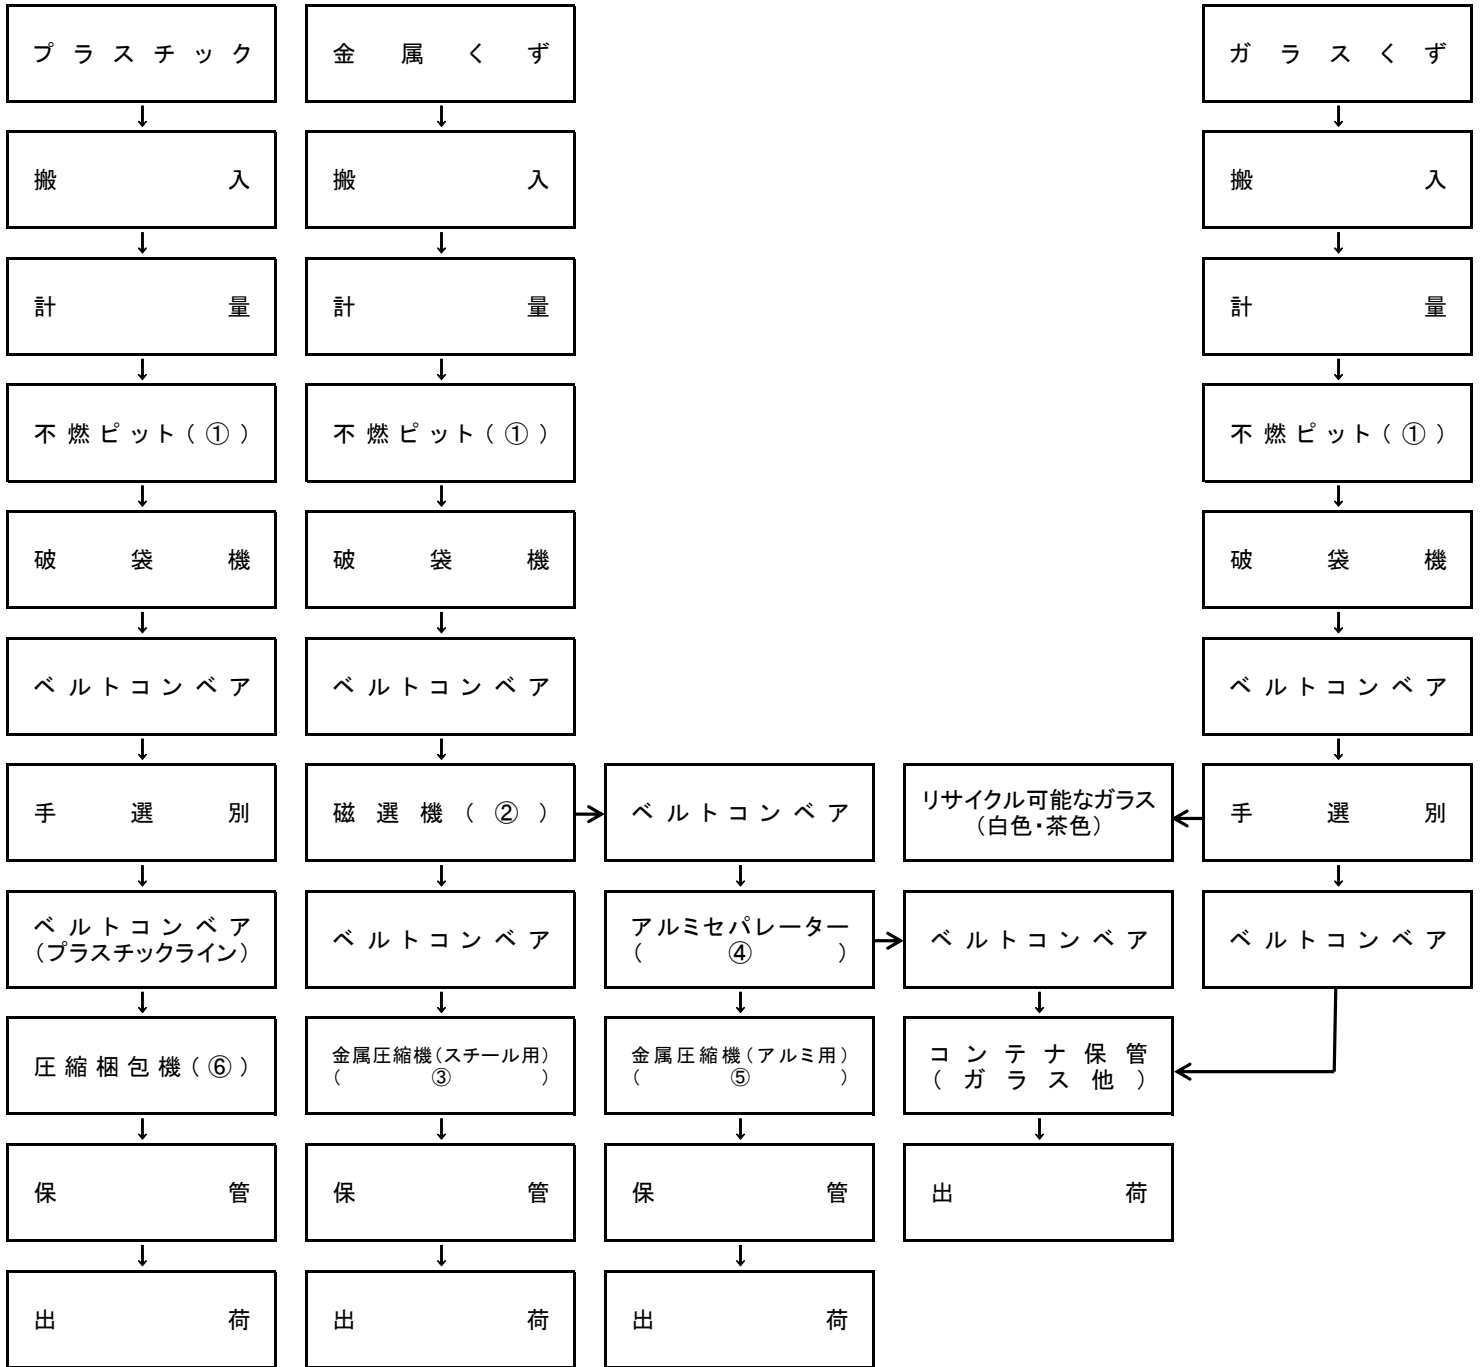 プラスチック
搬入
計量
不燃ピット(①)
破袋機
ベルトコンベア
手選別
ベルトコンベア
(プラスチックライン)
圧縮梱包機(⑥)
保管
出荷
金属くず
搬入
計量
不燃ピット(①)
破袋機
ベルトコンベア
磁選機(②)
ベルトコンベア
金属圧縮機(スチール用)
(③)
保管
出荷
ベルトコンベア
アルミセパレーター
(④)
金属圧縮機(アルミ用)
(⑤)
保管
出荷
リサイクル可能なガラス
(白色・茶色)
ベルトコンベア
コンテナ保管
(ガラス他)
出荷
ガラスくず
搬入
計量
不燃ピット(①)
破袋機
ベルトコンベア
手選別
ベルトコンベア